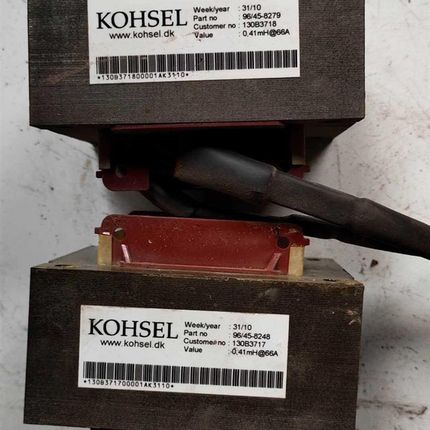 KOHSEL
www.kohsel.dk
Week/year : 31/10
Part no : 96/45-8279
Customer no : 130B3718
Value : 0,41mH@66A
*130B371800001AK3110*
KOHSEL
www.kohsel.dk
Week/year : 31/10
Part no : 96/45-8248
Customer no : 130B3717
Value : 0,41mH@66A
*130B371700001AK3110*